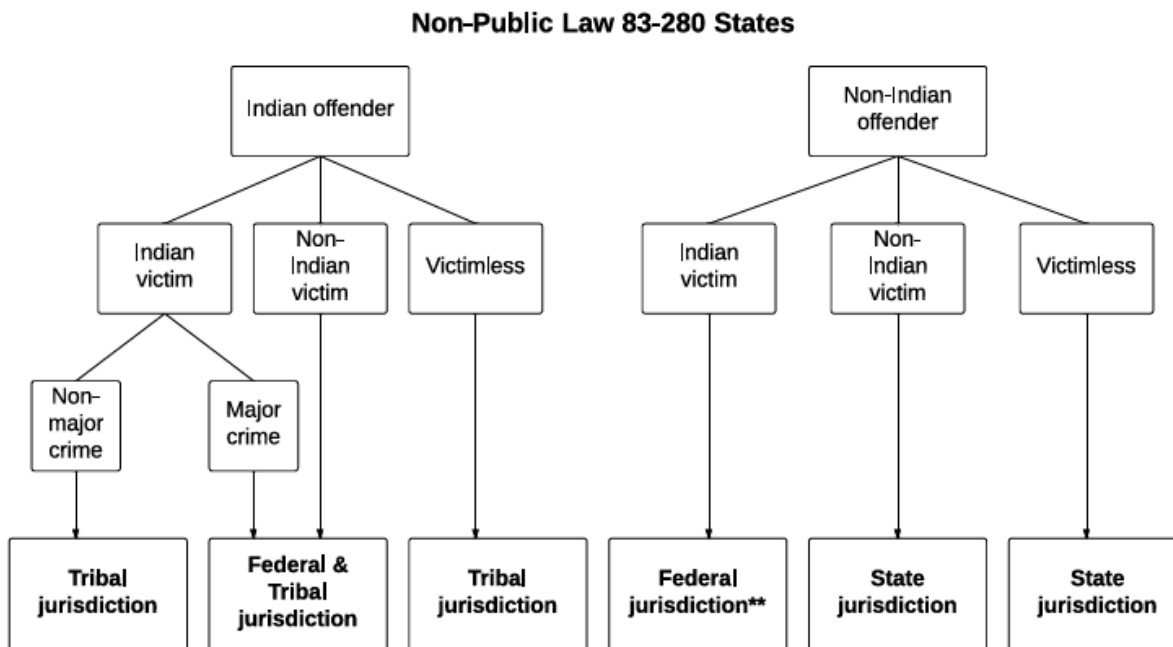 Non-Public Law 83-280 States
Indian offender
Non-Indian
offender
Indian
victim
Non-
Indian
victim
Victimless
Indian
victim
Non-
Indian
victim
Victimless
Non-
major
crime
Major
crime
Tribal
jurisdiction
Federal &
Tribal
jurisdiction
Tribal
jurisdiction
Federal
jurisdiction**
State
jurisdiction
State
jurisdiction